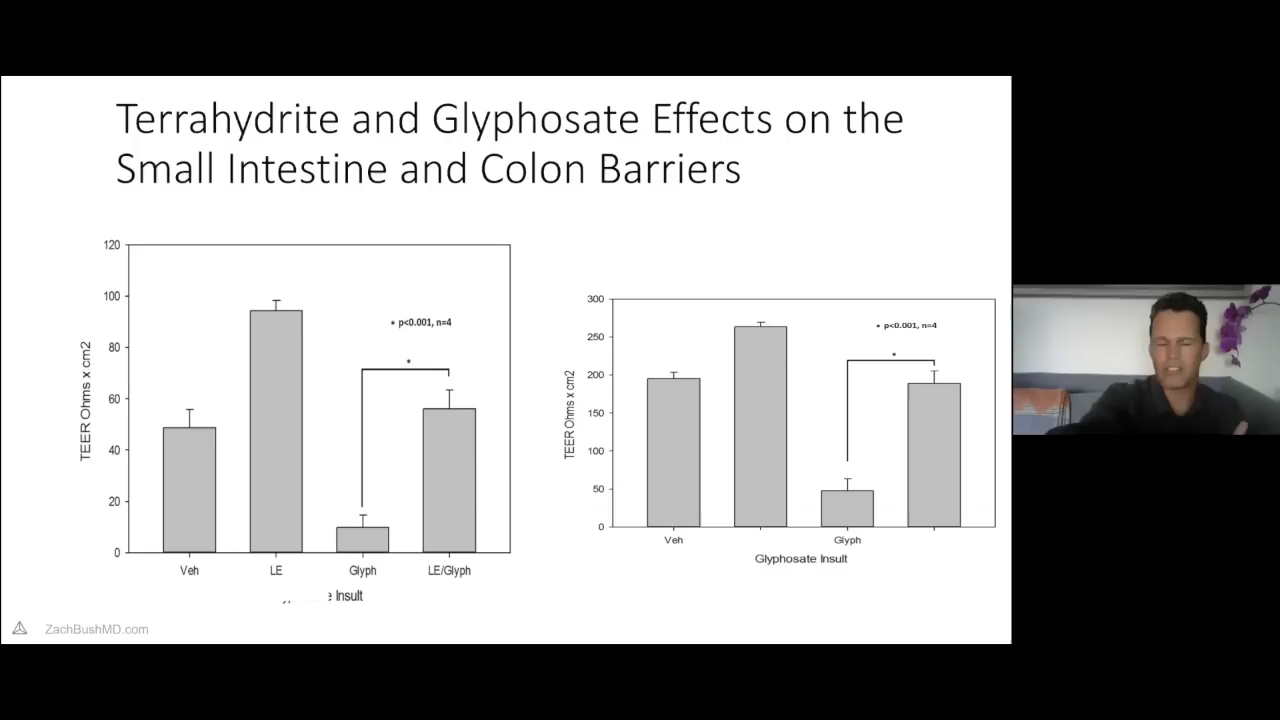 Terrahydrite and Glyphosate Effects on the
Small Intestine and Colon Barriers
120
100
80
60
40
20
0
TEER Ohms x cm2
* p<0.001, n=4
*
Veh LE Glyph LE/Glyph
Insult
300
250
200
150
100
50
0
TEER Ohms x cm2
* p<0.001, n=4
*
Veh Glyph
Glyphosate Insult
ZachBushMD.com